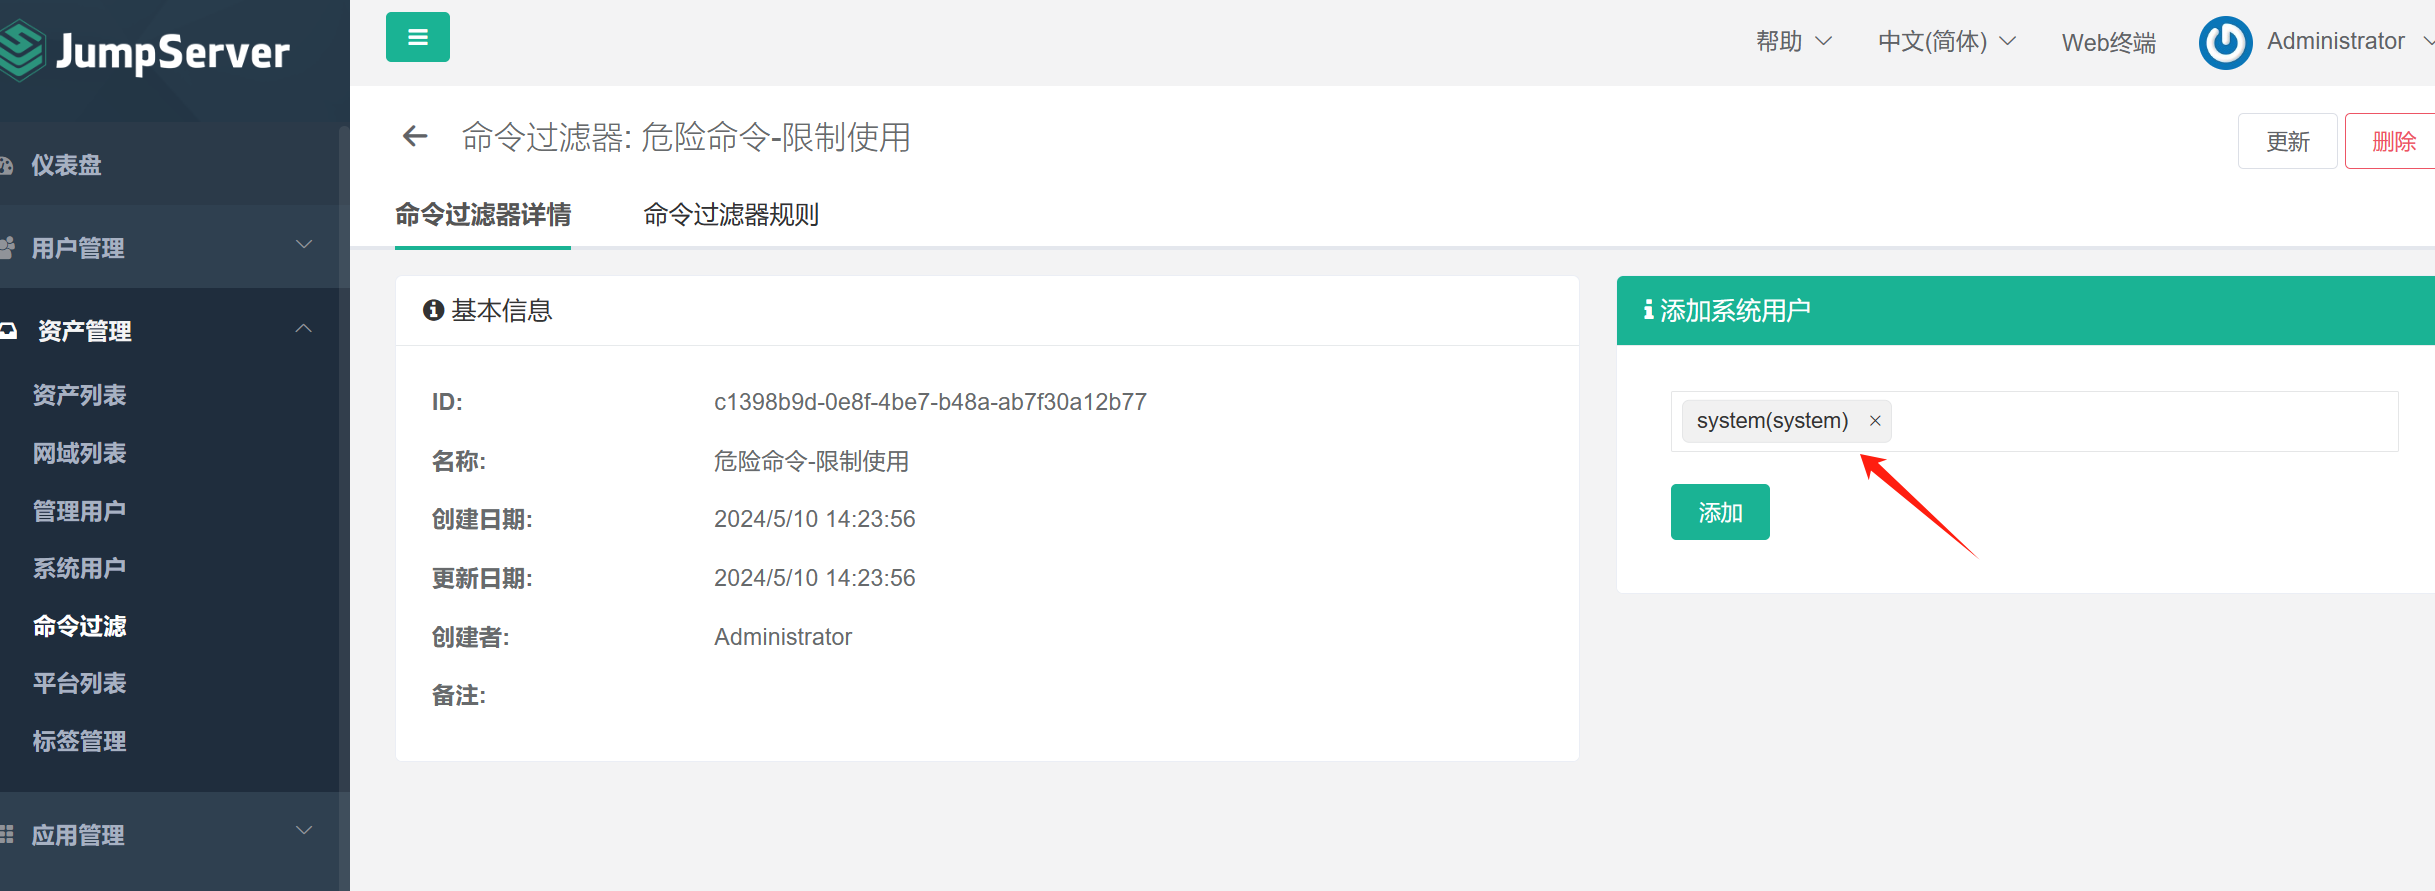 JumpServer
帮助
中文(简体)
Web终端
Administrator
仪表盘
用户管理
资产管理
资产列表
网域列表
管理用户
系统用户
命令过滤
平台列表
标签管理
应用管理
命令过滤器: 危险命令-限制使用
更新
删除
命令过滤器详情
命令过滤器规则
基本信息
ID: c1398b9d-0e8f-4be7-b48a-ab7f30a12b77
名称: 危险命令-限制使用
创建日期: 2024/5/10 14:23:56
更新日期: 2024/5/10 14:23:56
创建者: Administrator
备注:
添加系统用户
system(system) ×
添加